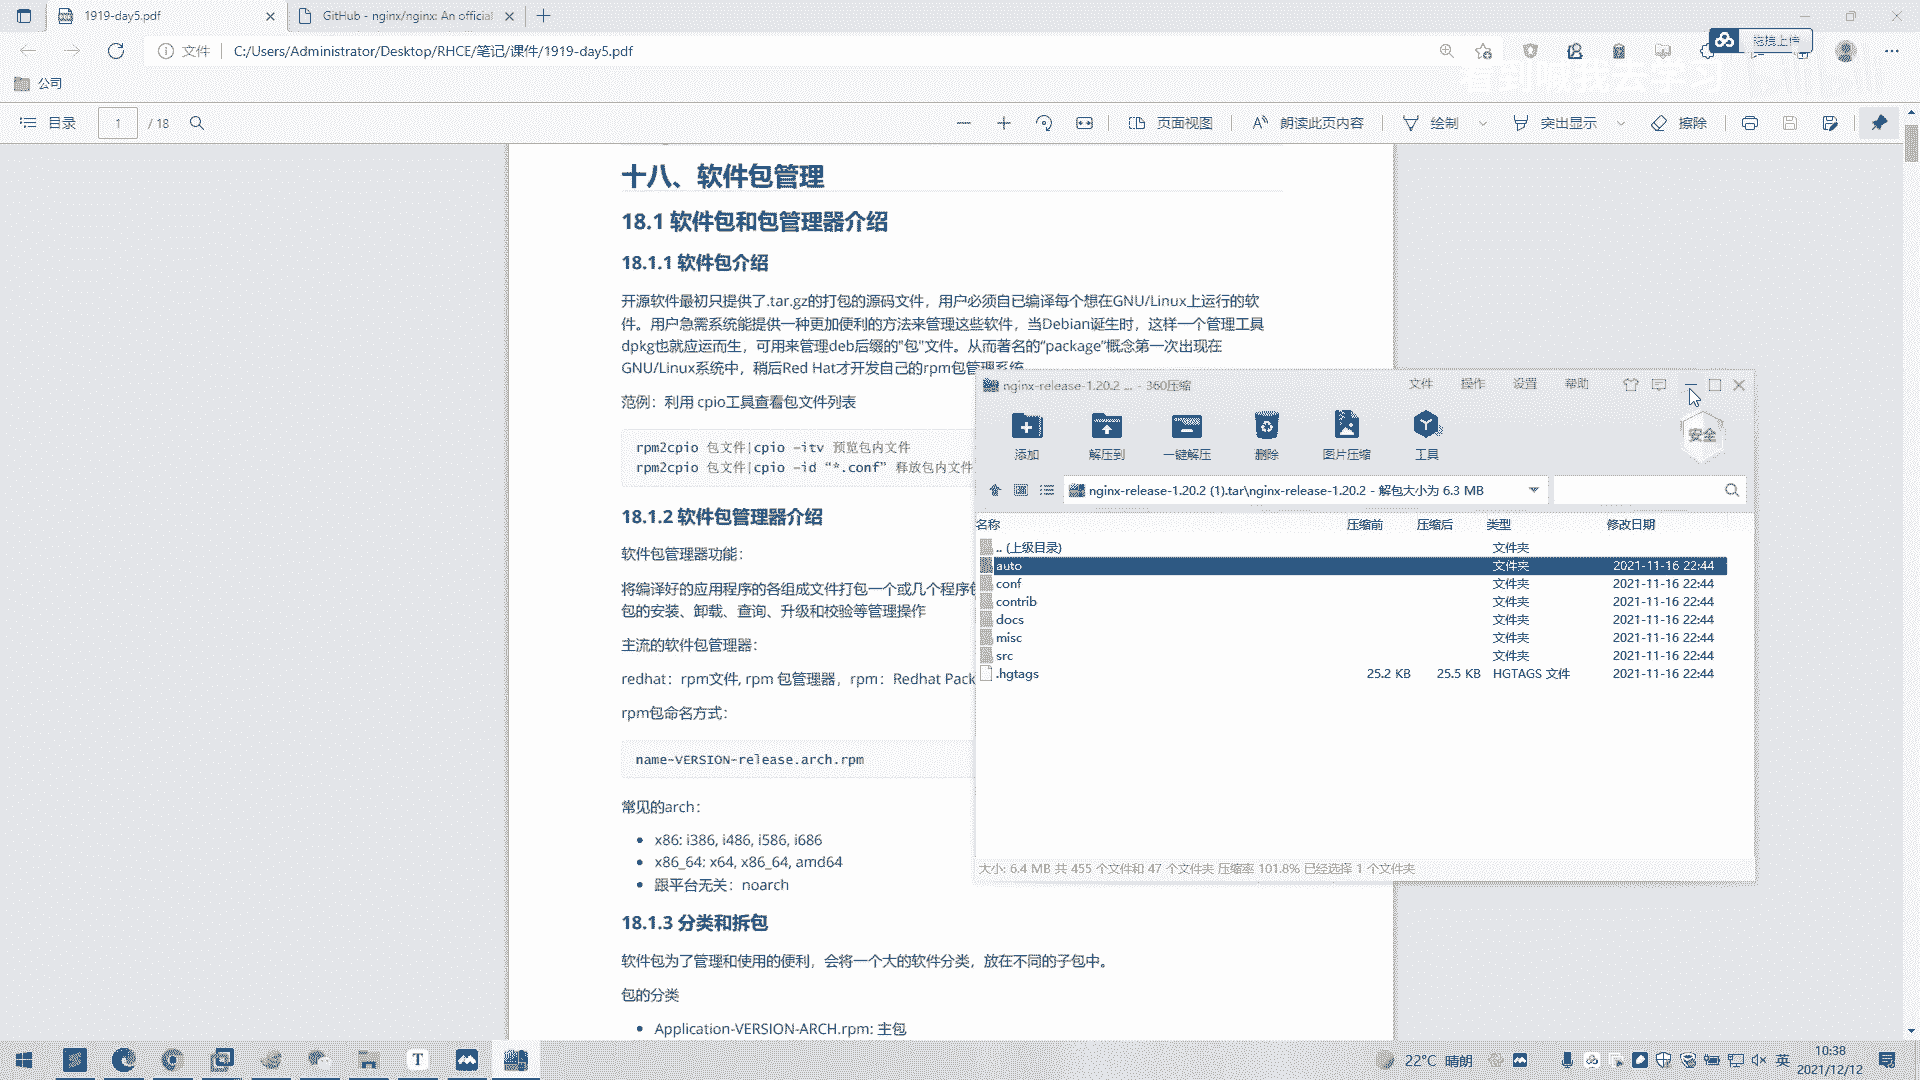 1919-day5.pdf
GitHub - nginx/nginx: An official
文件
C:/Users/Administrator/Desktop/RHCE/笔记/课件/1919-day5.pdf
拖拽上传
看到喊我去学习
公司
目录
1
/ 18
页面视图
朗读此页内容
绘制
突出显示
擦除
十八、软件包管理
18.1 软件包和包管理器介绍
18.1.1 软件包介绍
开源软件最初只提供了.tar.gz的打包的源码文件，用户必须自已编译每个想在GNU/Linux上运行的软
件。用户急需系统能提供一种更加便利的方法来管理这些软件，当Debian诞生时，这样一个管理工具
dpkg也就应运而生，可用来管理deb后缀的"包"文件。从而著名的“package”概念第一次出现在
GNU/Linux系统中，稍后Red Hat才开发自己的rpm包管理系统
范例：利用 cpio工具查看包文件列表
rpm2cpio 包文件|cpio -itv 预览包内文件
rpm2cpio 包文件|cpio -id “*.conf” 释放包内文件
18.1.2 软件包管理器介绍
软件包管理器功能：
将编译好的应用程序的各组成文件打包一个或几个程序包
包的安装、卸载、查询、升级和校验等管理操作
主流的软件包管理器：
redhat：rpm文件, rpm 包管理器，rpm：Redhat Pack
rpm包命名方式：
name-VERSION-release.arch.rpm
常见的arch：
x86: i386, i486, i586, i686
x86_64: x64, x86_64, amd64
跟平台无关：noarch
18.1.3 分类和拆包
软件包为了管理和使用的便利，会将一个大的软件分类，放在不同的子包中。
包的分类
Application-VERSION-ARCH.rpm: 主包
nginx-release-1.20.2 ... - 360压缩
文件
操作
设置
帮助
添加
解压到
一键解压
删除
图片压缩
工具
安全
nginx-release-1.20.2 (1).tar\nginx-release-1.20.2 - 解包大小为 6.3 MB
名称 压缩前 压缩后 类型 修改日期
.. (上级目录) 文件夹
auto 文件夹 2021-11-16 22:44
conf 文件夹 2021-11-16 22:44
contrib 文件夹 2021-11-16 22:44
docs 文件夹 2021-11-16 22:44
misc 文件夹 2021-11-16 22:44
src 文件夹 2021-11-16 22:44
.hgtags 25.2 KB 25.5 KB HGTAGS 文件 2021-11-16 22:44
大小: 6.4 MB 共 455 个文件和 47 个文件夹 压缩率 101.8% 已经选择 1 个文件夹
T
22°C 晴朗
英
10:38
2021/12/12